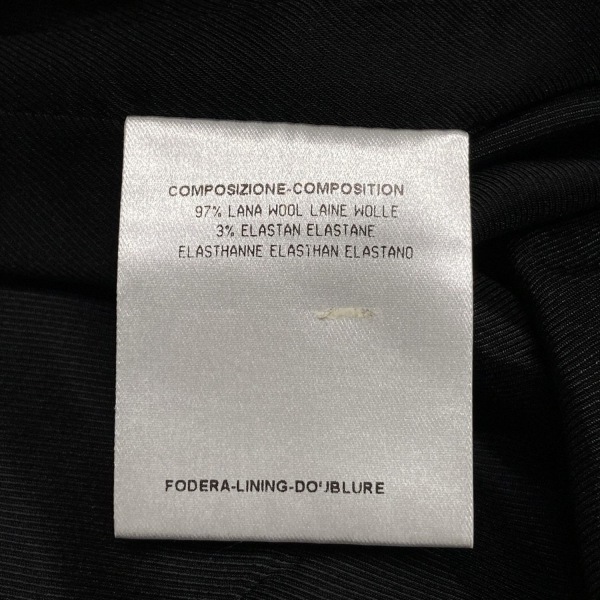 COMPOSIZIONE-COMPOSITION
97% LANA WOOL LAINE WOLLE
3% ELASTAN ELASTANE
ELASTHANNE ELASTHAN ELASTANO
FODERA-LINING-DOUBLURE